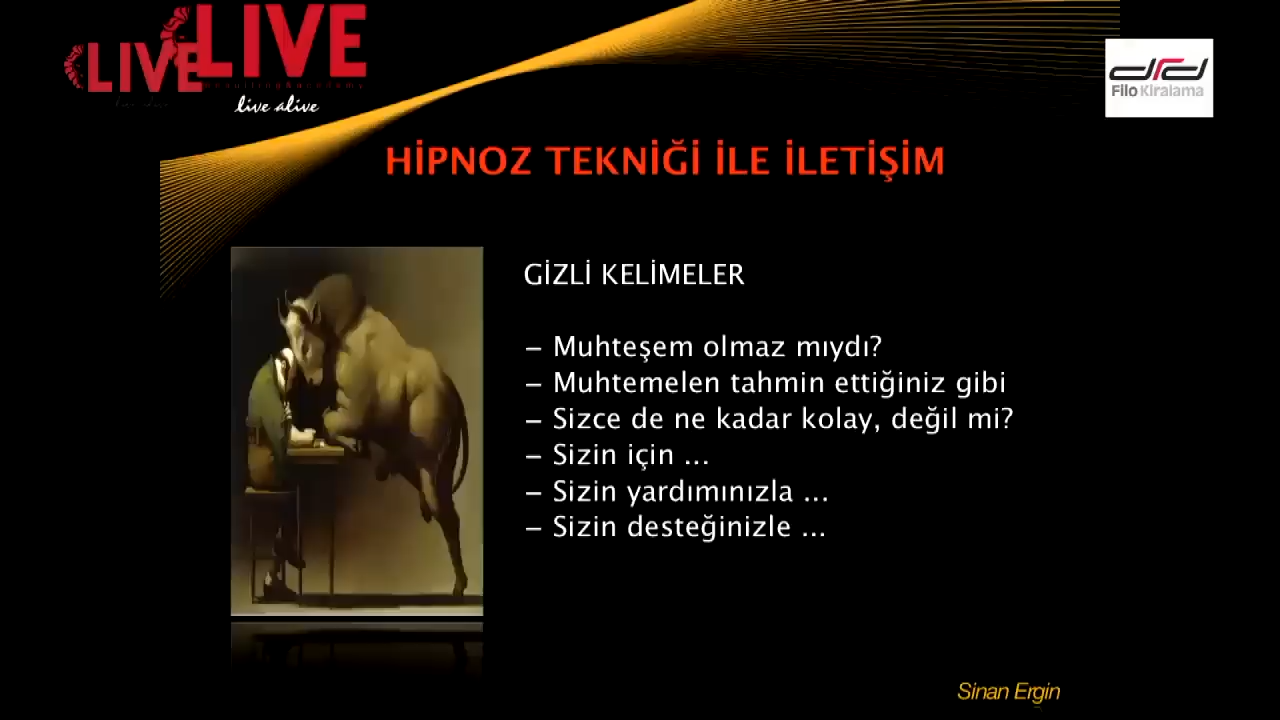 LIVE
LIVE
live alive
drd
Filo Kiralama
HİPNOZ TEKNİĞİ İLE İLETİŞİM
GİZLİ KELİMELER
– Muhteşem olmaz mıydı?
– Muhtemelen tahmin ettiğiniz gibi
– Sizce de ne kadar kolay, değil mi?
– Sizin için ...
– Sizin yardımınızla ...
– Sizin desteğinizle ...
Sinan Ergin